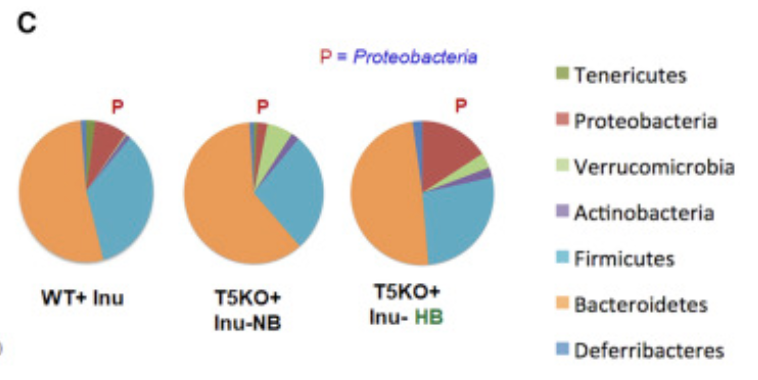 C
P = Proteobacteria
P
P
P
WT+ Inu
T5KO+
Inu-NB
T5KO+
Inu- HB
Tenericutes
Proteobacteria
Verrucomicrobia
Actinobacteria
Firmicutes
Bacteroidetes
Deferribacteres